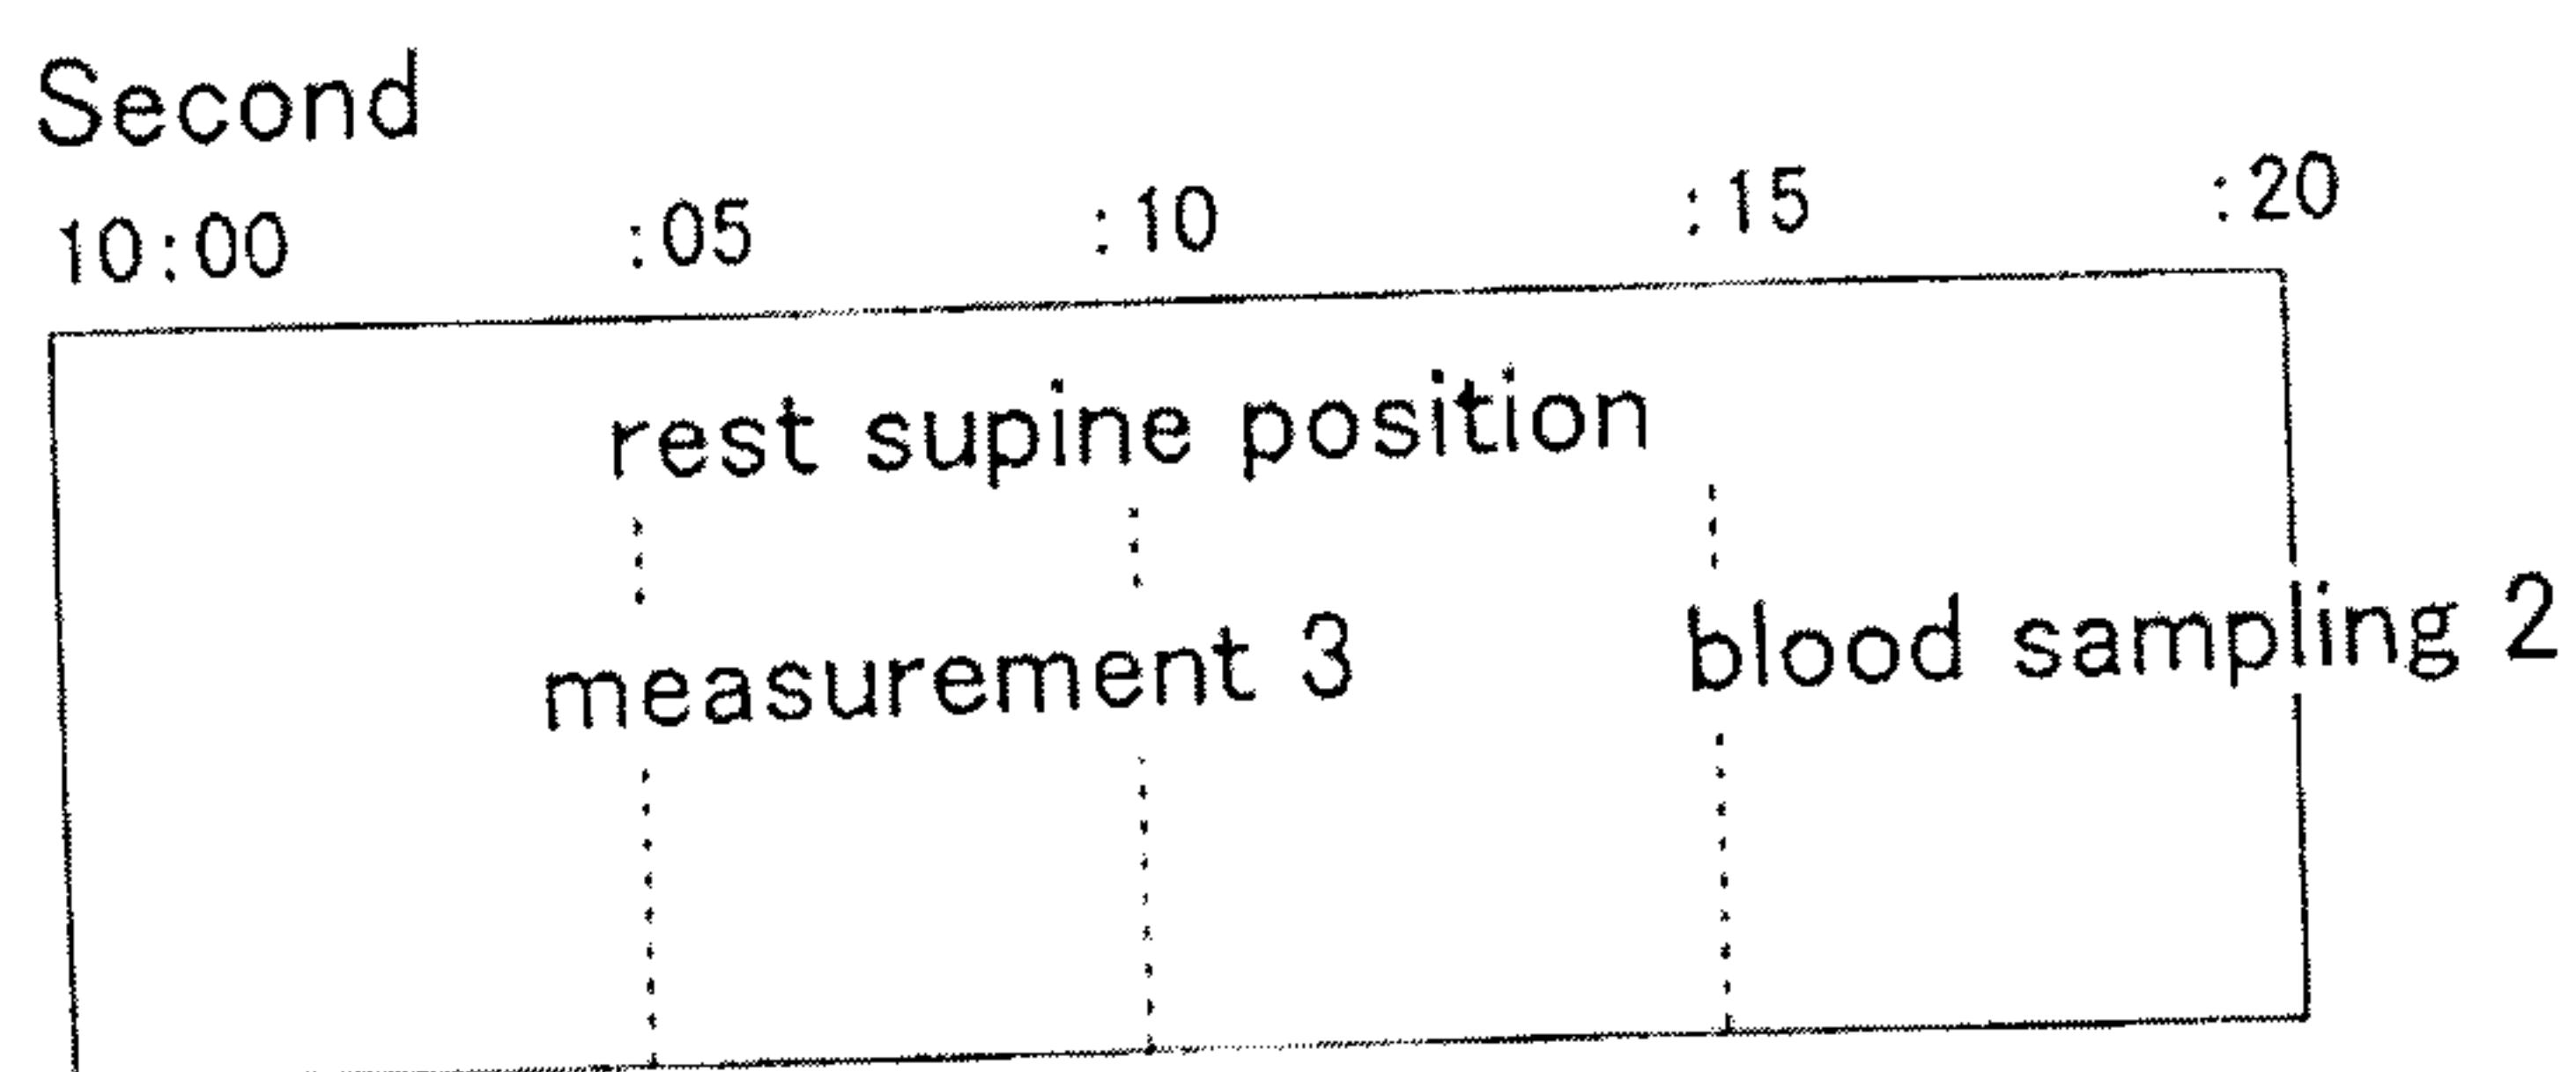 Second
10:00 :05 :10 :15 :20
rest supine position
measurement 3 blood sampling 2